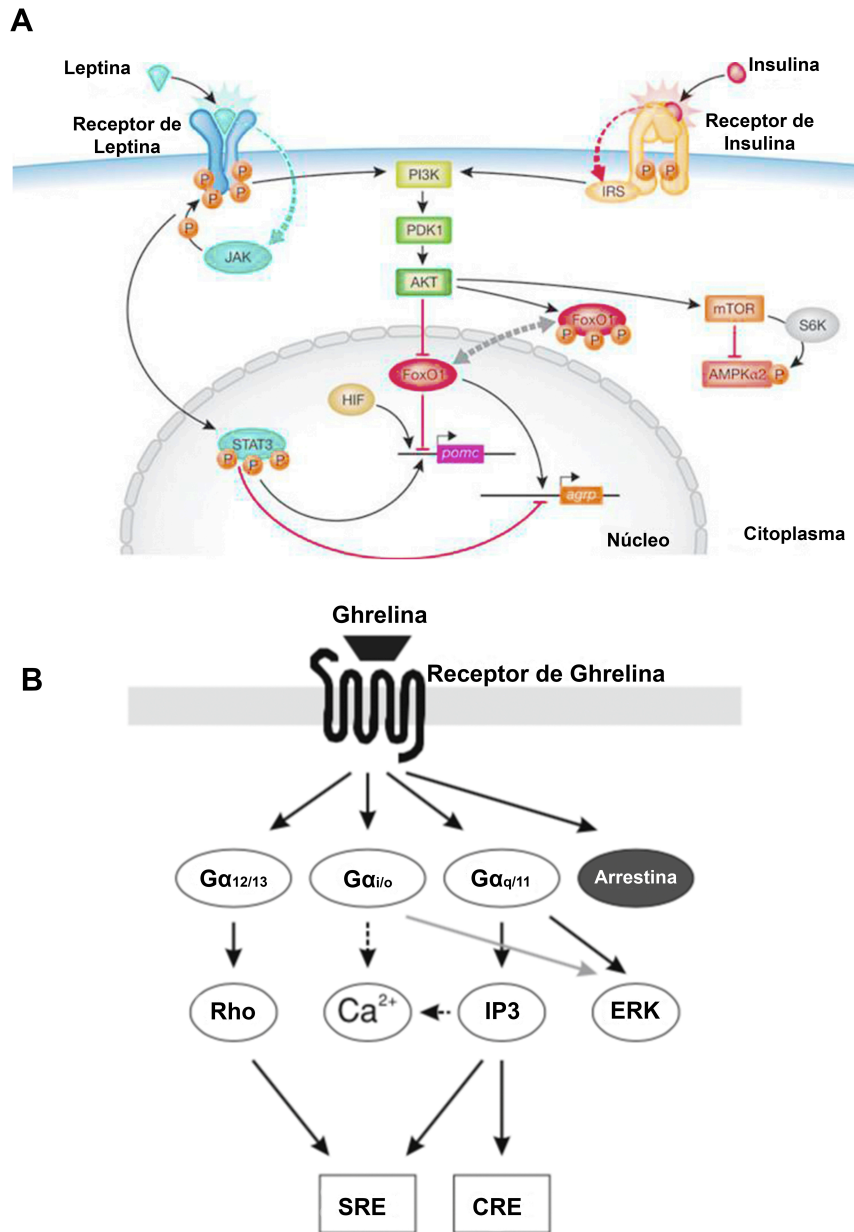 A
Leptina
Insulina
Receptor de
Leptina
Receptor de
Insulina
P
P
P
P
P
P
PI3K
IRS
P
P
JAK
PDK1
AKT
FoxO1
P
P
P
mTOR
S6K
AMPKα2
P
FoxO1
HIF
STAT3
P
P
P
pomc
agrp
Núcleo
Citoplasma
Ghrelina
B
Receptor de Ghrelina
Gα12/13
Gαi/o
Gαq/11
Arrestina
Rho
Ca2+
IP3
ERK
SRE
CRE